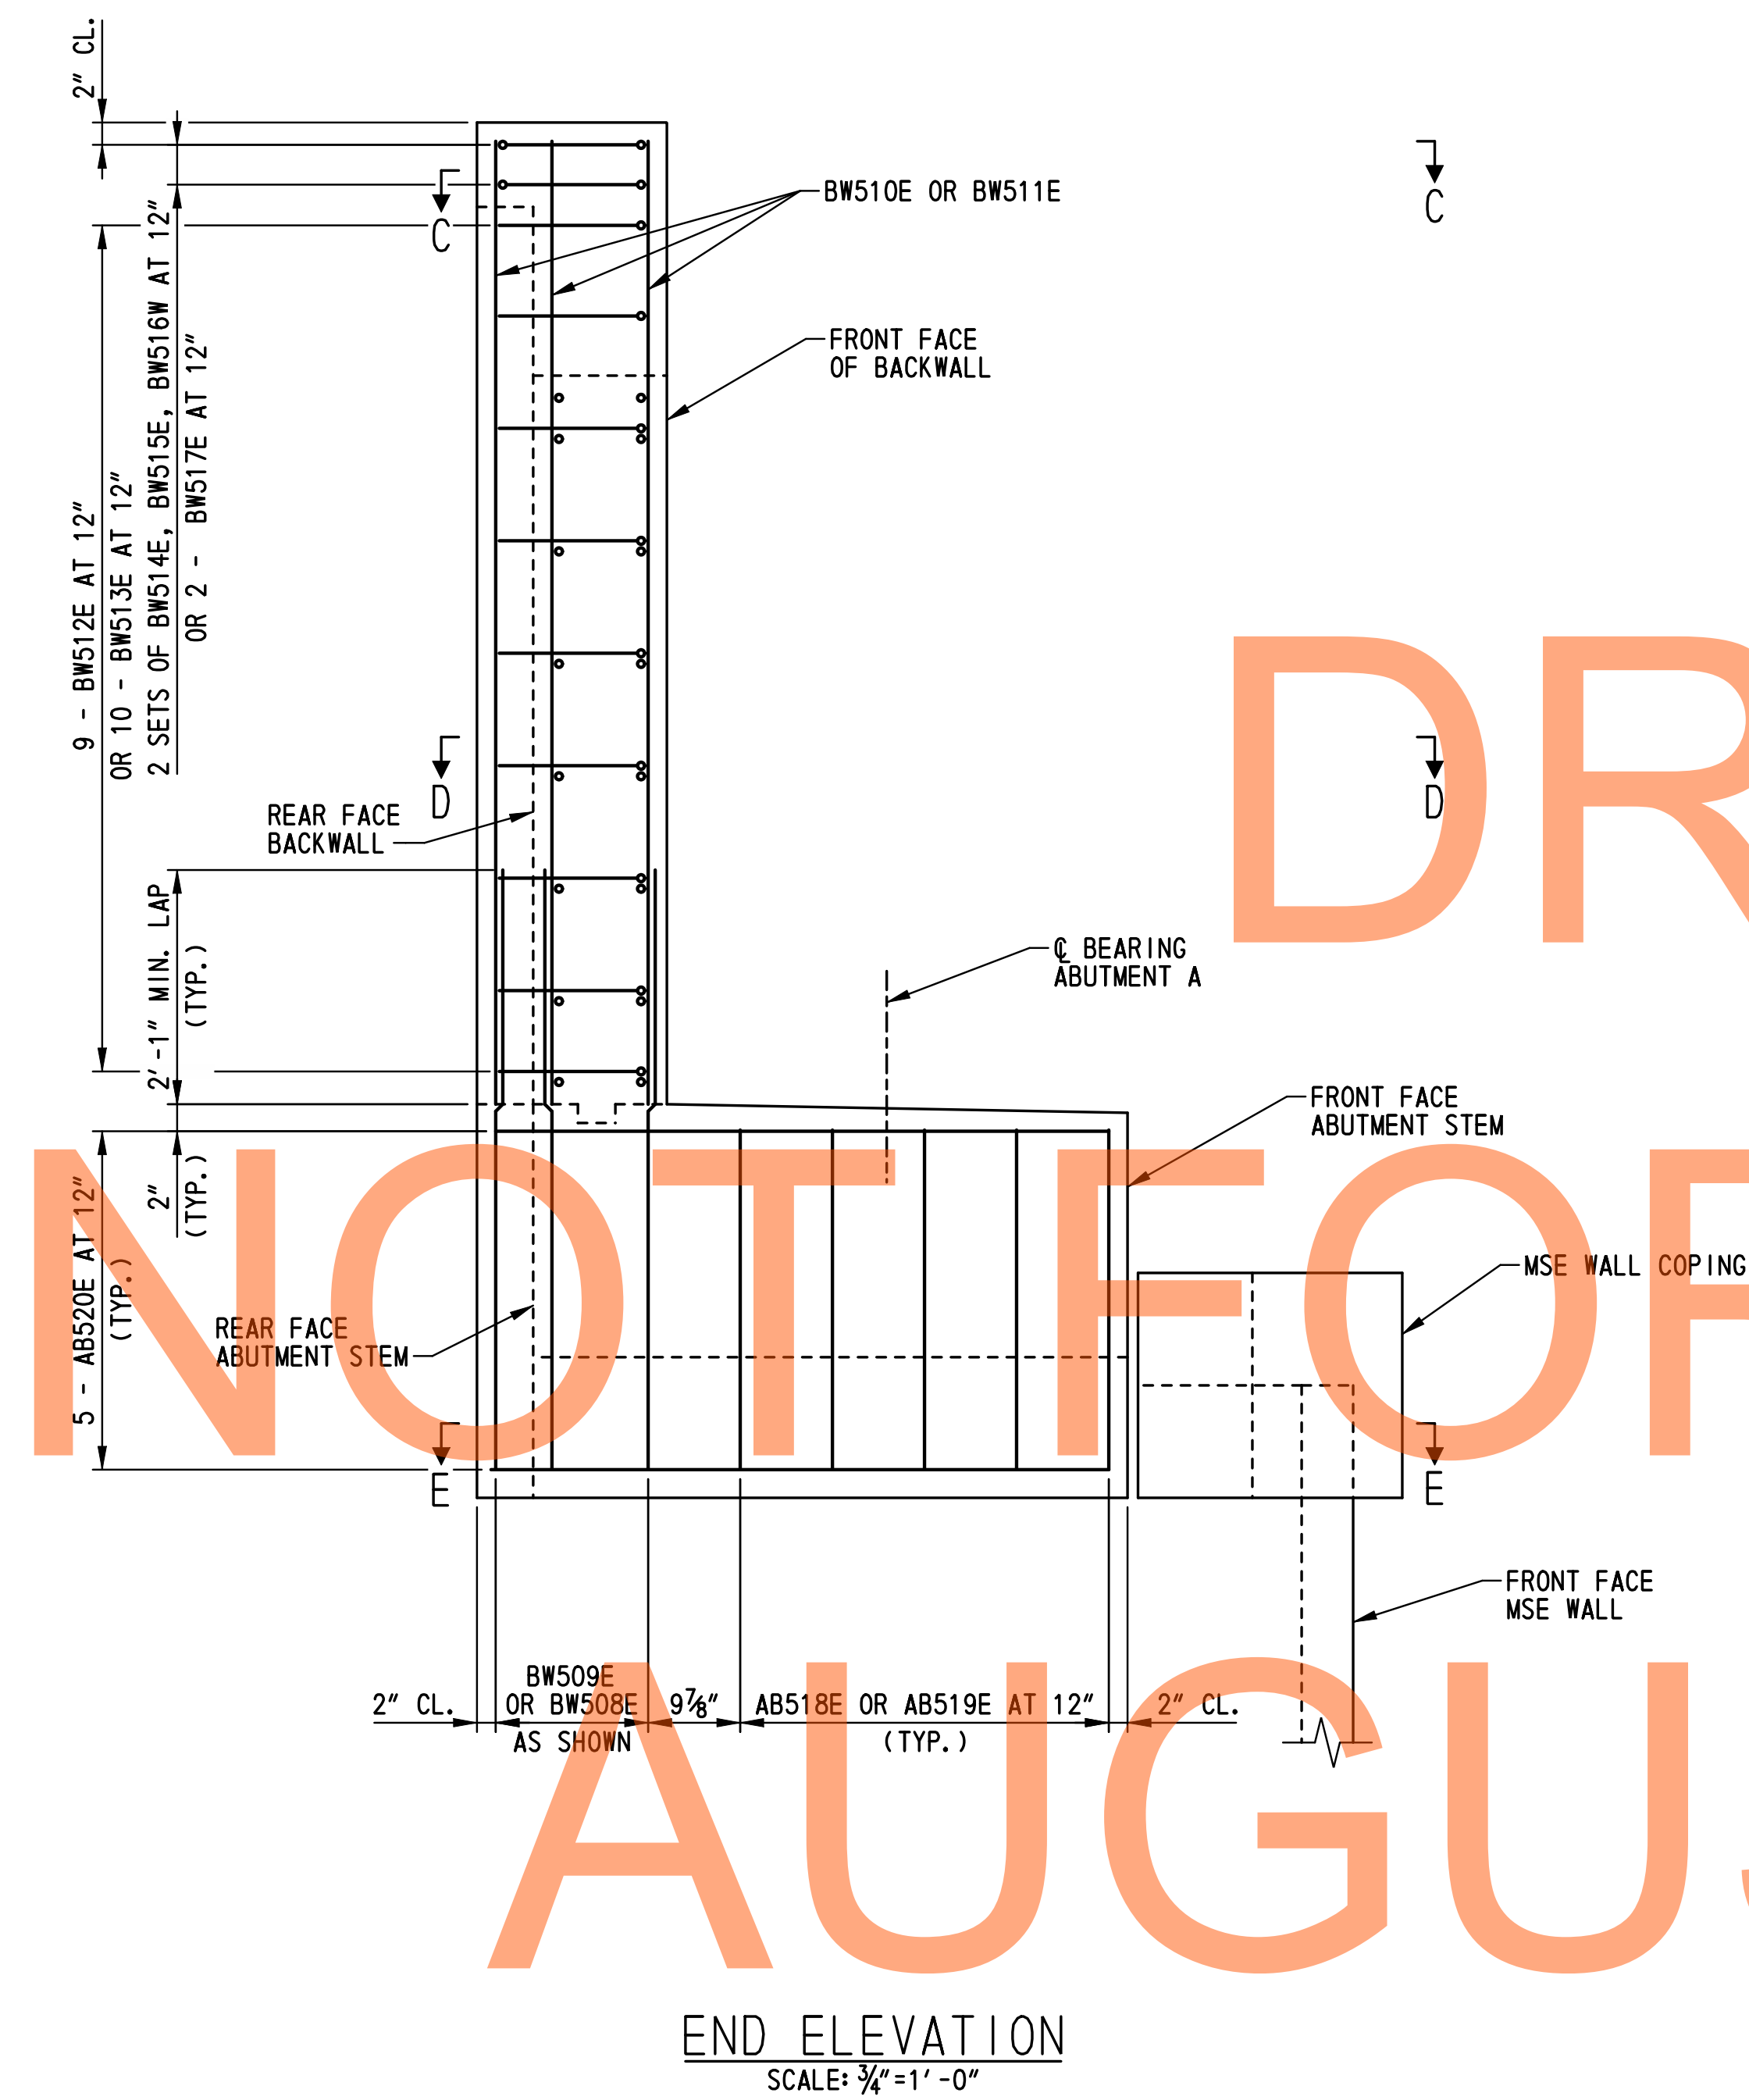 2" CL.
BW510E OR BW511E
C
C
FRONT FACE
OF BACKWALL
9 - BW512E AT 12"
OR 10 - BW513E AT 12"
2 SETS OF BW514E, BW515E, BW516W AT 12"
OR 2 - BW517E AT 12"
D
D
REAR FACE
BACKWALL
2'-1" MIN. LAP
(TYP.)
℄ BEARING
ABUTMENT A
FRONT FACE
ABUTMENT STEM
5 - AB520E AT 12"
(TYP.)
2"
(TYP.)
MSE WALL COPING
REAR FACE
ABUTMENT STEM
E
E
FRONT FACE
MSE WALL
2" CL.
BW509E
OR BW508E
AS SHOWN
9⅞"
AB518E OR AB519E AT 12"
(TYP.)
2" CL.
DR
NOT FOR
AUGUS
END ELEVATION
SCALE: ¾"=1'-0"